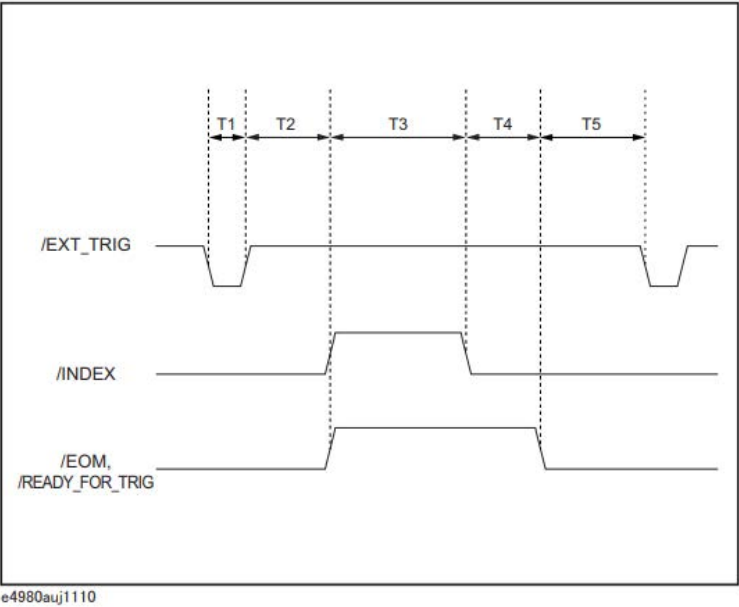 T1 T2 T3 T4 T5
/EXT_TRIG
/INDEX
/EOM,
/READY_FOR_TRIG
e4980auj1110